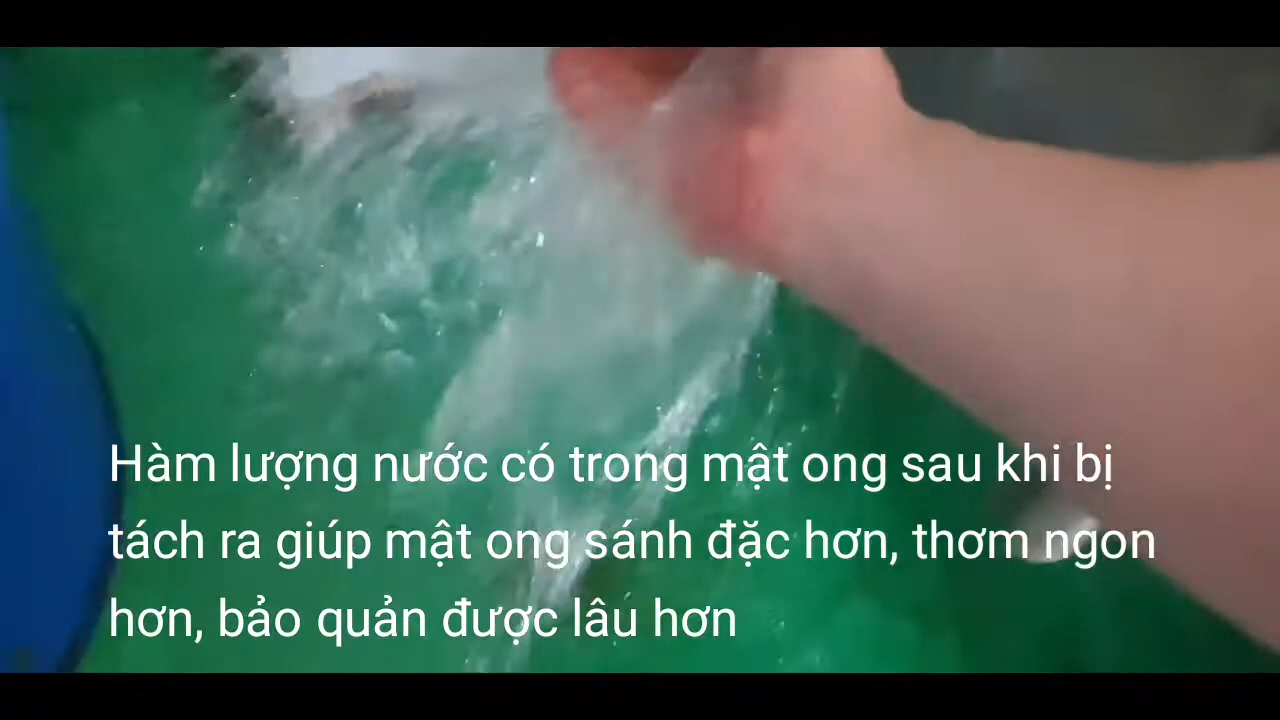 Hàm lượng nước có trong mật ong sau khi bị
tách ra giúp mật ong sánh đặc hơn, thơm ngon
hơn, bảo quản được lâu hơn